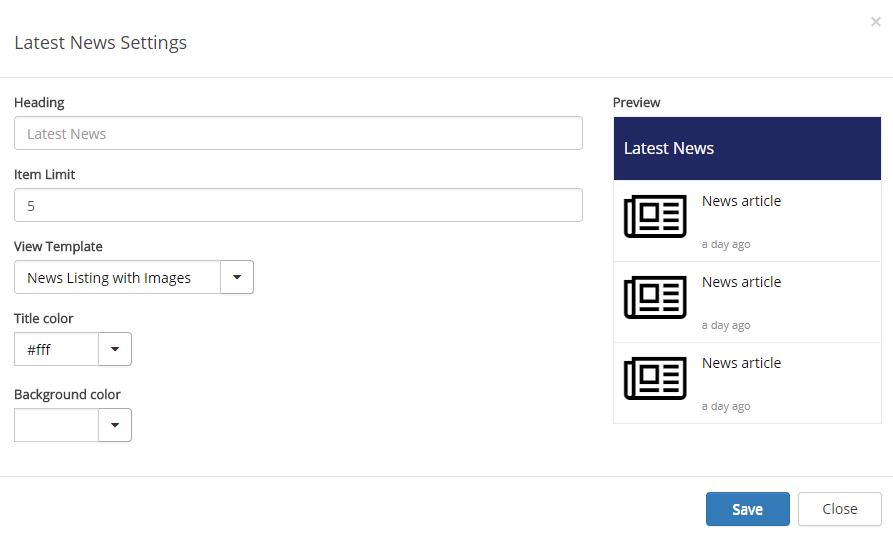 ×
Latest News Settings
Heading
Latest News
Item Limit
5
View Template
News Listing with Images
Title color
#fff
Background color
Preview
Latest News
News article
a day ago
News article
a day ago
News article
a day ago
Save
Close